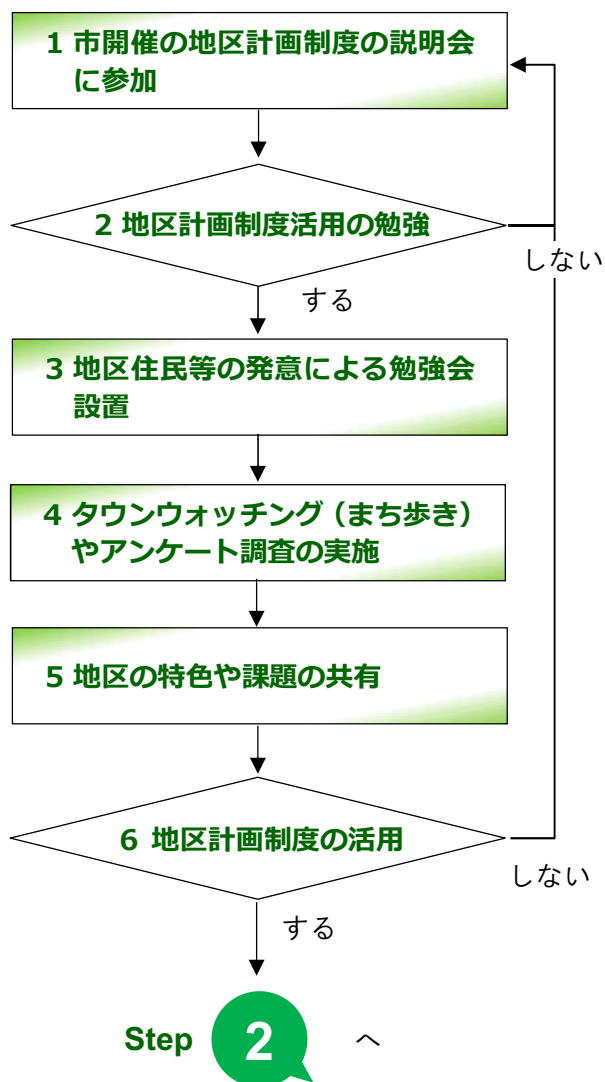 1 市開催の地区計画制度の説明会
に参加
2 地区計画制度活用の勉強
しない
する
3 地区住民等の発意による勉強会
設置
4 タウンウォッチング（まち歩き）
やアンケート調査の実施
5 地区の特色や課題の共有
6 地区計画制度の活用
しない
する
Step 2 へ